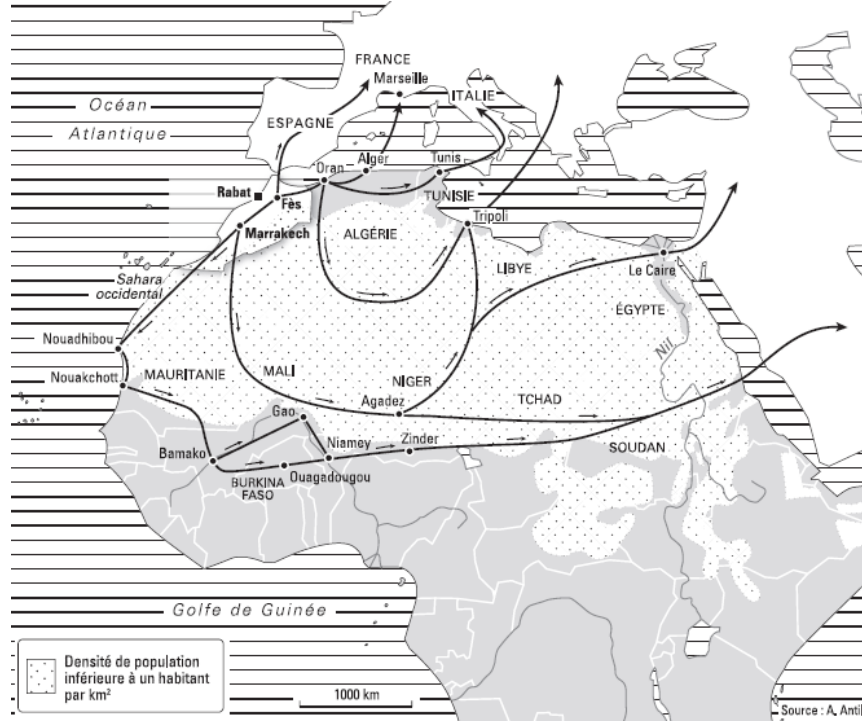 FRANCE
Marseille
ITALIE
Océan
Atlantique
ESPAGNE
Oran
Alger
Tunis
Rabat
Fès
TUNISIE
Marrakech
Tripoli
ALGÉRIE
Sahara
occidental
LIBYE
Le Caire
ÉGYPTE
Nil
Nouadhibou
Nouakchott
MAURITANIE
MALI
NIGER
Agadez
TCHAD
Gao
Bamako
Niamey
Zinder
SOUDAN
Ouagadougou
BURKINA
FASO
Golfe de Guinée
Densité de population
inférieure à un habitant
par km²
1000 km
Source : A. Anti